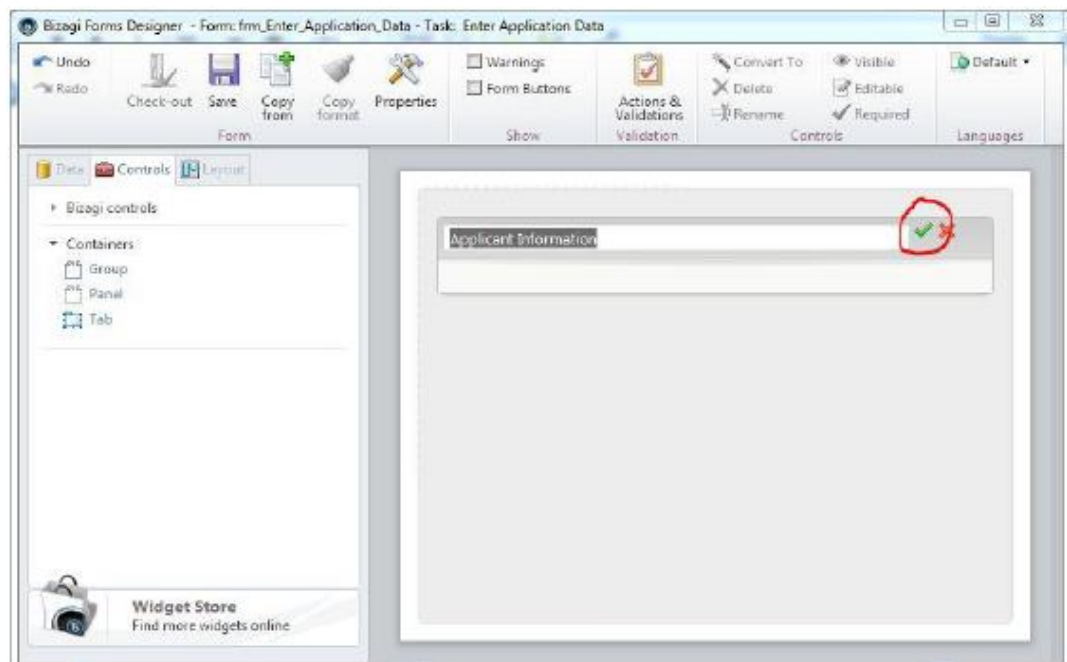 Bizagi Forms Designer - Form: frm_Enter_Application_Data - Task: Enter Application Data
Undo
Redo
Check-out
Save
Copy from
Copy format
Properties
Form
Warnings
Form Buttons
Show
Actions & Validations
Validation
Convert To
Delete
Rename
Visible
Editable
Required
Controls
Default
Languages
Data
Controls
Layout
Bizagi controls
Containers
Group
Panel
Tab
Applicant Information
Widget Store
Find more widgets online